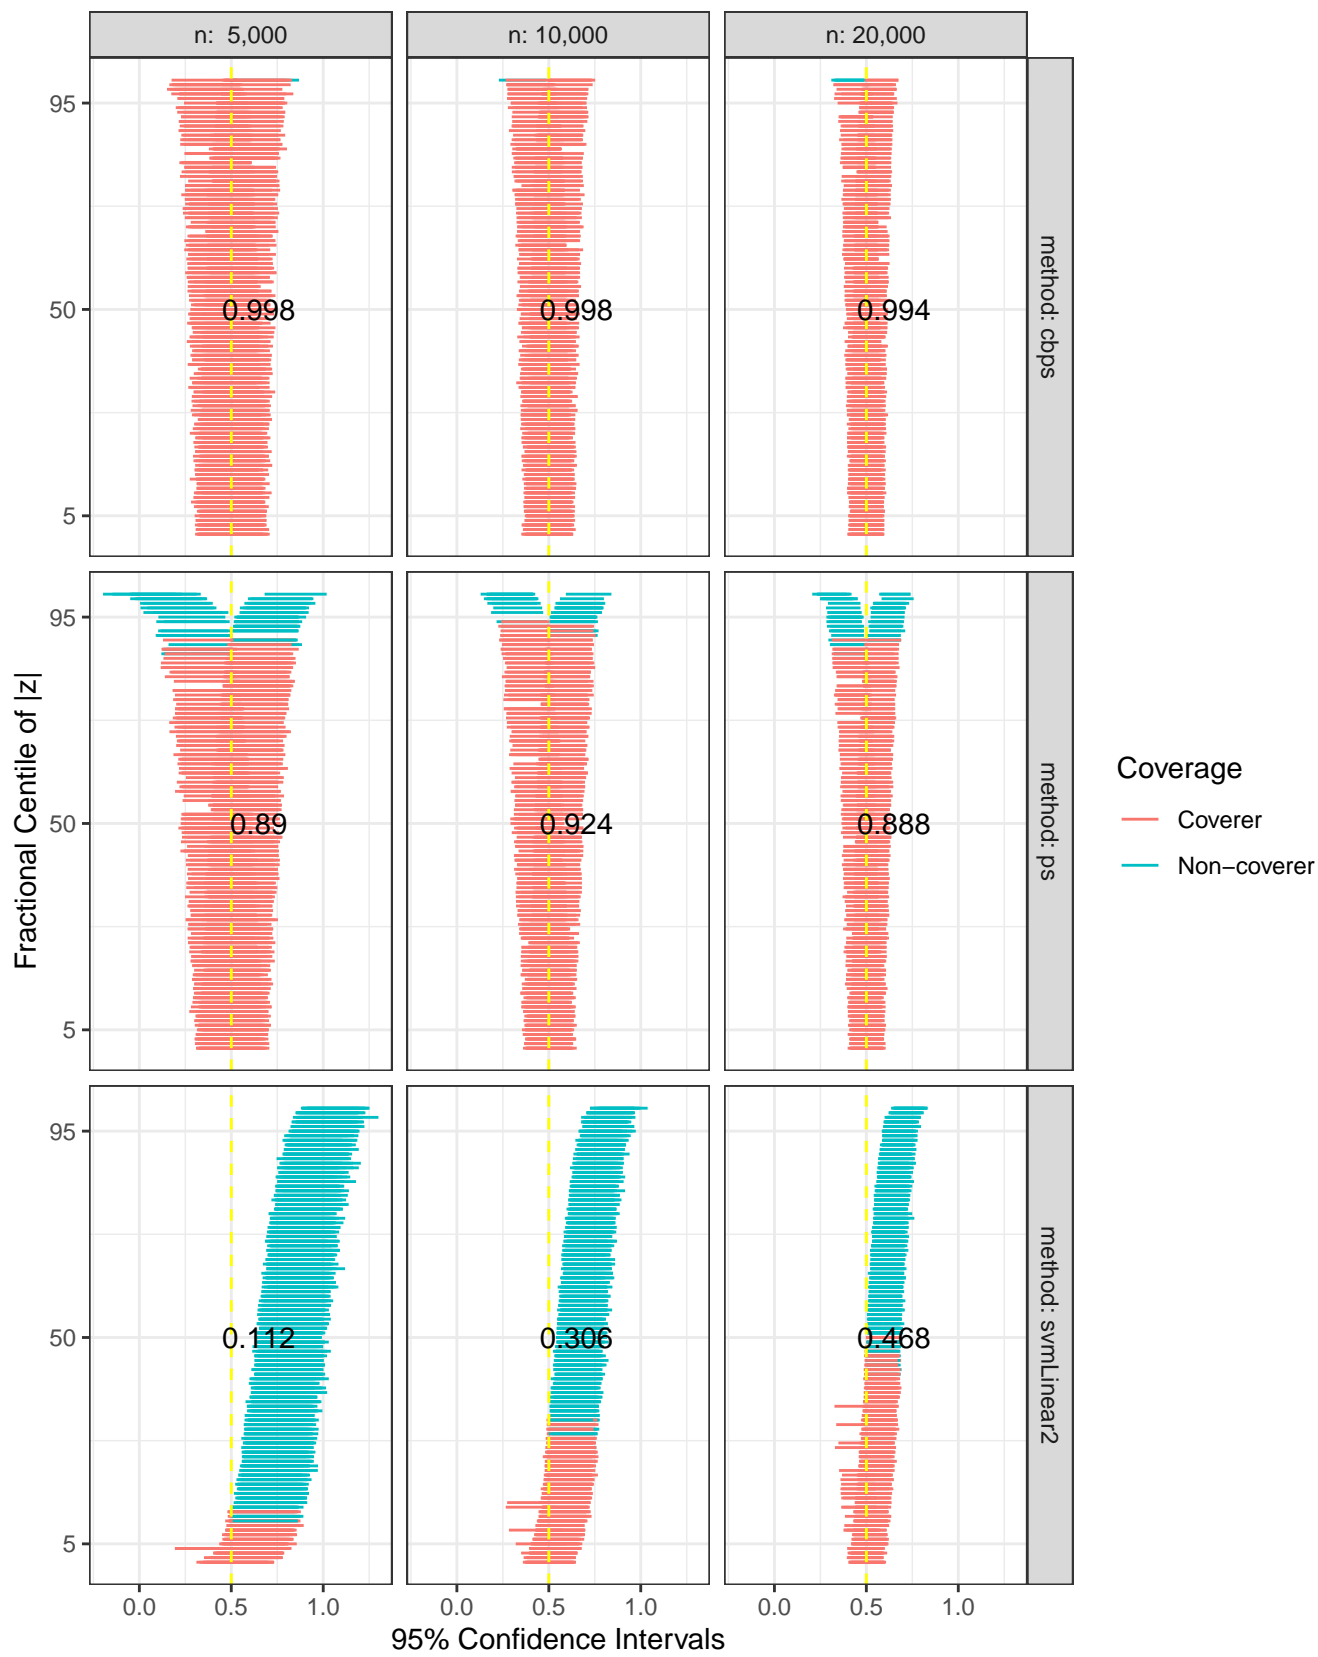 n:  5,000
n: 10,000
n: 20,000
95
50
5
0.998
0.998
0.994
method: cbps
95
50
5
0.89
0.924
0.888
method: ps
95
50
5
0.112
0.306
0.468
method: svmLinear2
0.0 0.5 1.0
0.0 0.5 1.0
0.0 0.5 1.0
95% Confidence Intervals
Fractional Centile of |z|
Coverage
Coverer
Non−coverer